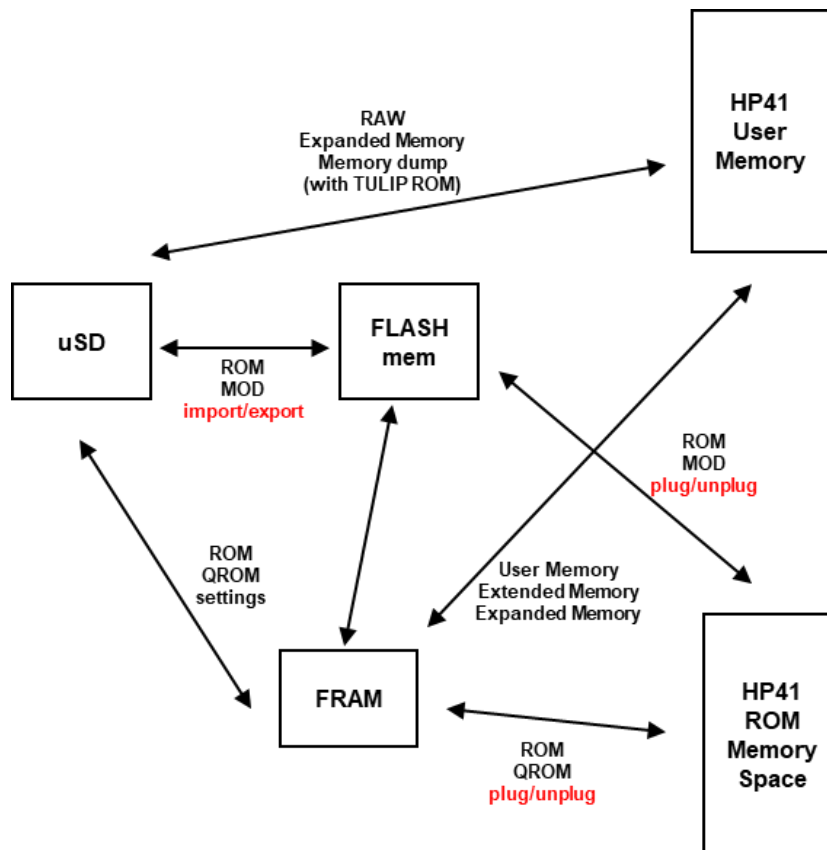 HP41
User
Memory
RAW
Expanded Memory
Memory dump
(with TULIP ROM)
uSD
FLASH
mem
ROM
MOD
import/export
ROM
MOD
plug/unplug
ROM
QROM
settings
User Memory
Extended Memory
Expanded Memory
FRAM
HP41
ROM
Memory
Space
ROM
QROM
plug/unplug